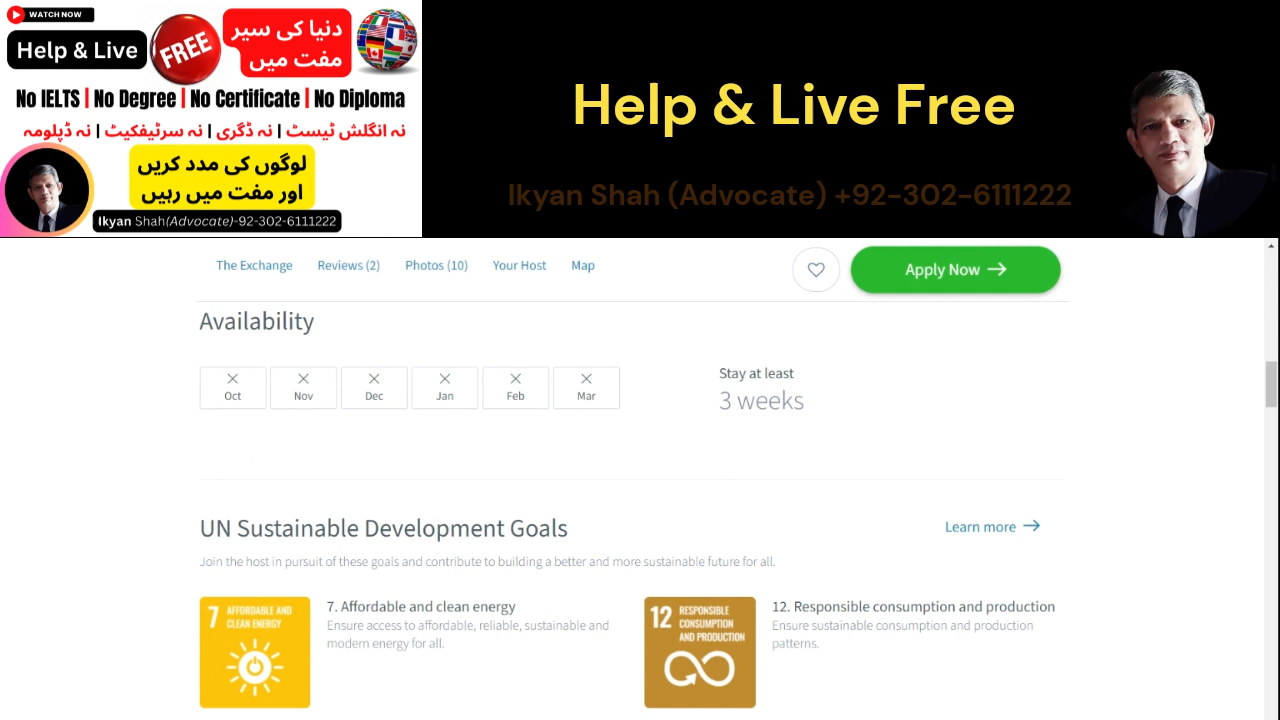 WATCH NOW
Help & Live
FREE
دنیا کی سیر
مفت میں
No IELTS | No Degree | No Certificate | No Diploma
نہ انگلش ٹیسٹ | نہ ڈگری | نہ سرٹیفکیٹ | نہ ڈپلومہ
لوگوں کی مدد کریں
اور مفت میں رہیں
Ikyan Shah(Advocate)-92-302-6111222
Help & Live Free
Ikyan Shah (Advocate) +92-302-6111222
The Exchange Reviews (2) Photos (10) Your Host Map
Apply Now
Availability
Oct Nov Dec Jan Feb Mar
Stay at least
3 weeks
UN Sustainable Development Goals
Learn more
Join the host in pursuit of these goals and contribute to building a better and more sustainable future for all.
7 AFFORDABLE AND
CLEAN ENERGY
7. Affordable and clean energy
Ensure access to affordable, reliable, sustainable and
modern energy for all.
12 RESPONSIBLE
CONSUMPTION
AND PRODUCTION
12. Responsible consumption and production
Ensure sustainable consumption and production
patterns.